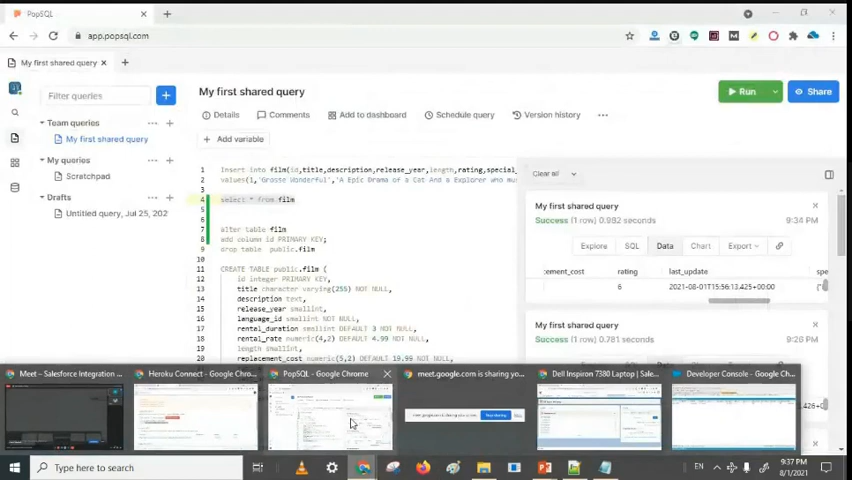 PopSQL
app.popsql.com
My first shared query
Filter queries
Team queries
My first shared query
My queries
Scratchpad
Drafts
Untitled query, Jul 25, 202
My first shared query
Run
Share
Details
Comments
Add to dashboard
Schedule query
Version history
Add variable
1 Insert into film(id,title,description,release_year,length,rating,special_
2 values(1,'Grosse Wonderful','A Epic Drama of a Cat And a Explorer who mus
3
4 select * from film
5
6
7 alter table film
8 add column id PRIMARY KEY;
9 drop table public.film
10
11 CREATE TABLE public.film (
12 id integer PRIMARY KEY,
13 title character varying(255) NOT NULL,
14 description text,
15 release_year smallint,
16 language_id smallint NOT NULL,
17 rental_duration smallint DEFAULT 3 NOT NULL,
18 rental_rate numeric(4,2) DEFAULT 4.99 NOT NULL,
19 length smallint,
20 replacement_cost numeric(5,2) DEFAULT 19.99 NOT NULL,
Clear all
My first shared query
Success (1 row) 0.982 seconds
9:34 PM
Explore
SQL
Data
Chart
Export
:ement_cost rating last_update spe
6 2021-08-01T15:56:13.425+00:00
My first shared query
Success (1 row) 0.781 seconds
9:26 PM
Meet – Salesforce Integration ...
Heroku Connect - Google Chro...
PopSQL - Google Chrome
meet.google.com is sharing yo...
Dell Inspiron 7380 Laptop | Sale...
Developer Console - Google Ch...
Stop sharing
Type here to search
EN
9:37 PM
8/1/2021